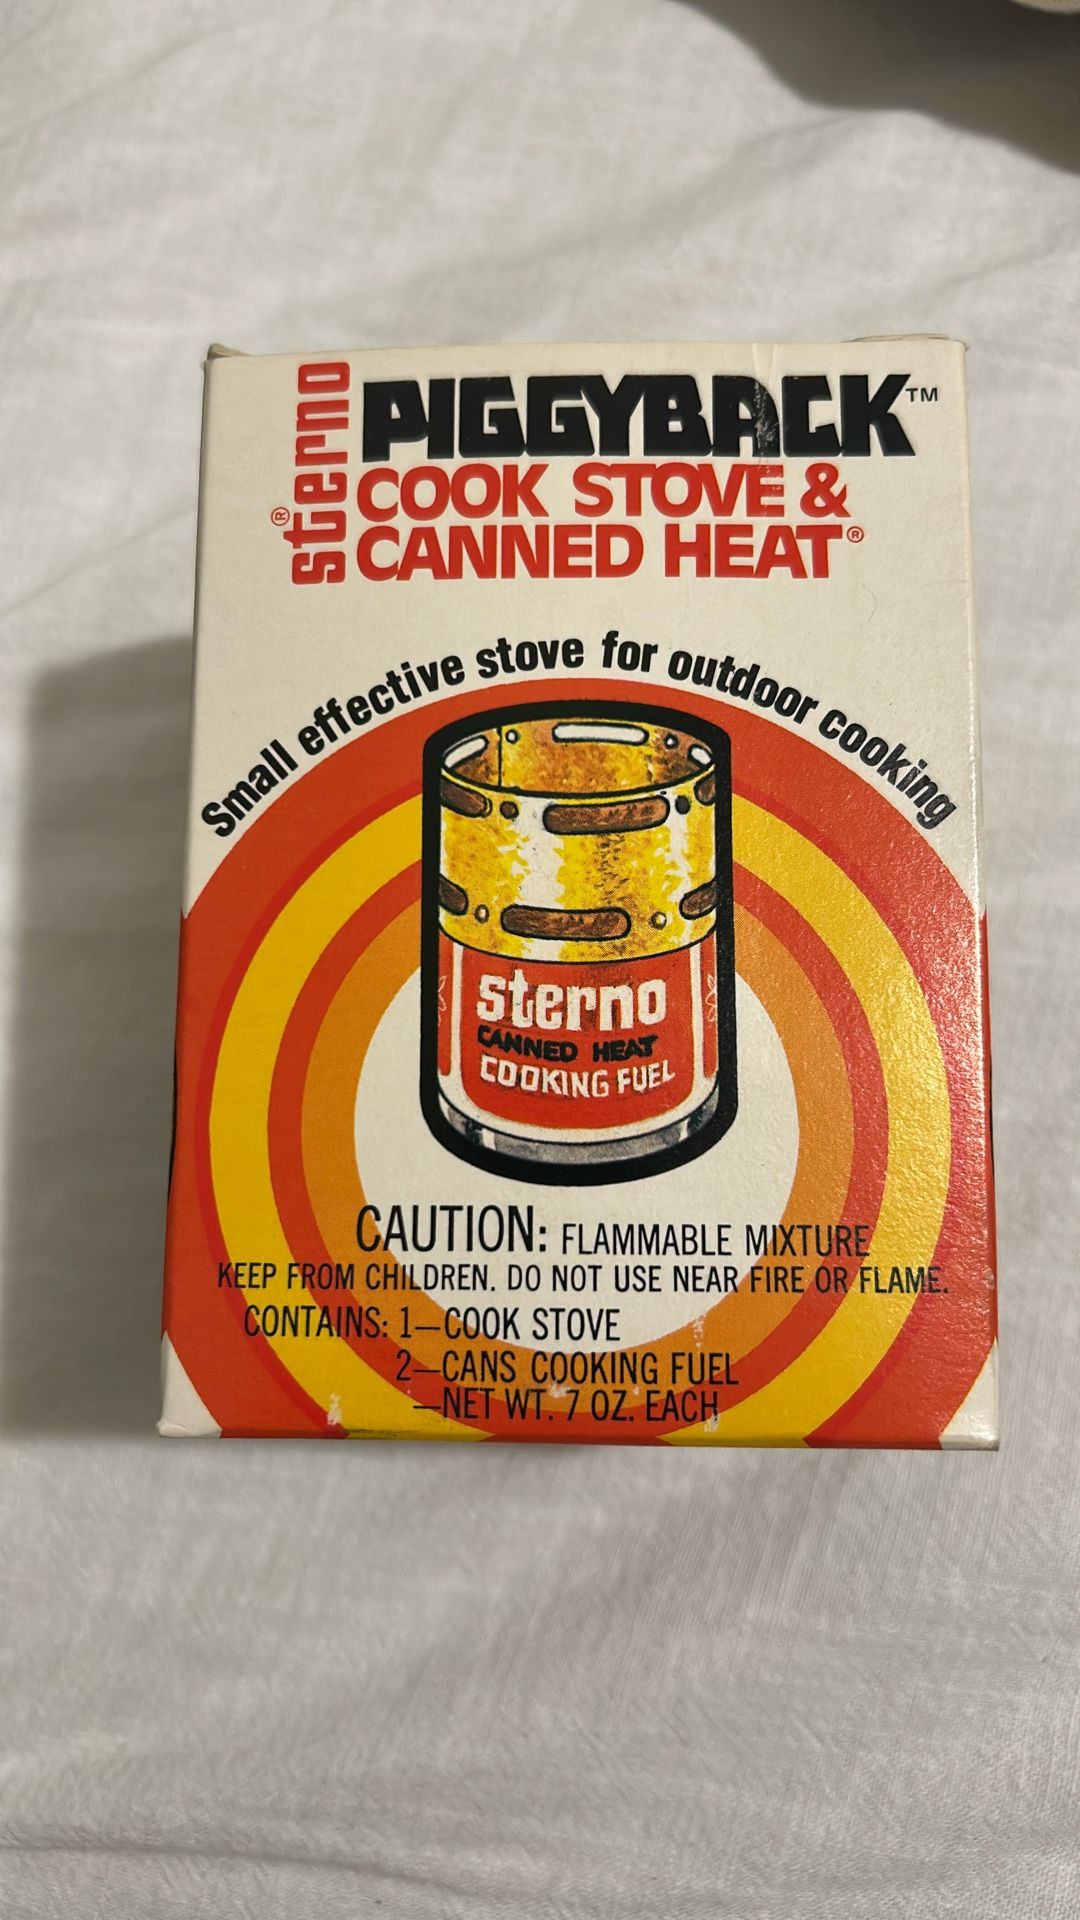 sterno®
PIGGYBACK™
COOK STOVE &
CANNED HEAT®
Small effective stove for outdoor cooking
sterno
CANNED HEAT
COOKING FUEL
CAUTION: FLAMMABLE MIXTURE
KEEP FROM CHILDREN. DO NOT USE NEAR FIRE OR FLAME.
CONTAINS: 1—COOK STOVE
2—CANS COOKING FUEL
—NET WT. 7 OZ. EACH